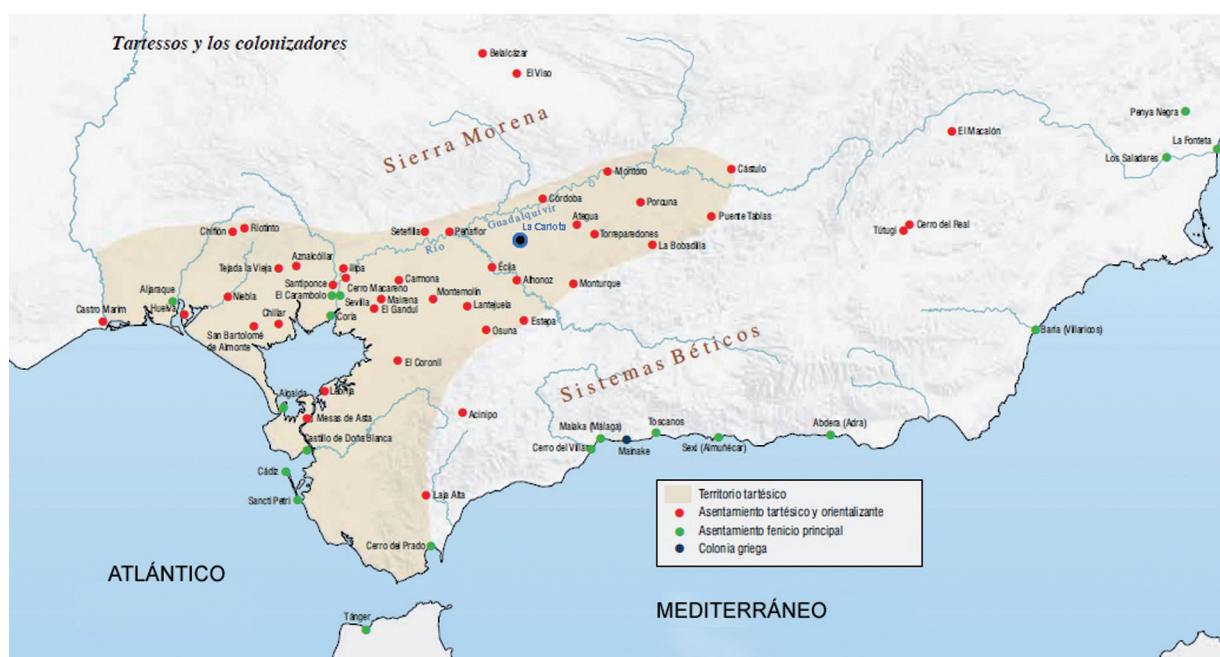 Tartessos y los colonizadores
Belalcázar
El Viso
Sierra Morena
Penya Negra
El Macalón
La Fonteta
Los Saladares
Montoro
Cástulo
Córdoba
Porcuna
Guadalquivir
Río
Ategua
Puente Tablas
La Carlota
Torreparedones
Cerro del Real
Tútugi
La Bobadilla
Chiflón
Riotinto
Setefilla
Peñaflor
Aznalcóllar
Tejada la Vieja
Ilipa
Écija
Santiponce
Carmona
Alhonoz
Monturque
Cerro Macareno
El Carambolo
Aljaraque
Niebla
Sevilla
Mairena
Montemolín
El Gandul
Lantejuela
Castro Marim
Huelva
Chillar
Coria
San Bartolomé
de Almonte
Osuna
Estepa
Baria (Villaricos)
El Coronil
Sistemas Béticos
Algaida
Mesas de Asta
Acinipo
Castillo de Doña Blanca
Malaka (Málaga)
Toscanos
Abdera (Adra)
Cerro del Villar
Mainake
Sexi (Almuñécar)
Cádiz
Sancti Petri
Laja Alta
Cerro del Prado
Territorio tartésico
Asentamiento tartésico y orientalizante
Asentamiento fenicio principal
Colonia griega
ATLÁNTICO
MEDITERRÁNEO
Tánger